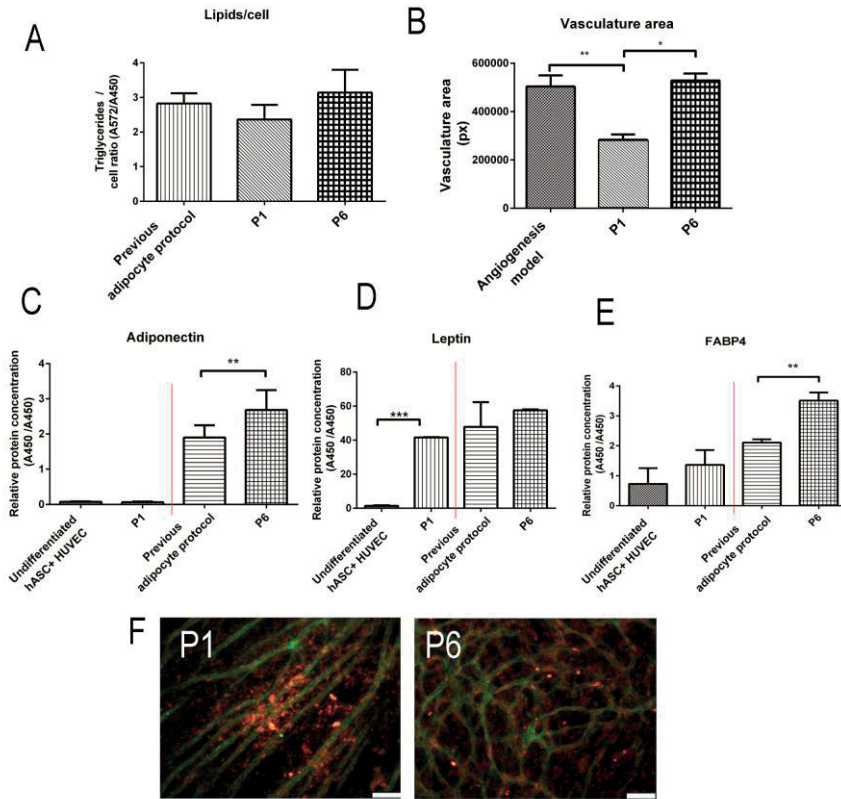 A
Lipids/cell
Triglycerides /
cell ratio (A572/A450)
4
3
2
1
0
Previous
adipocyte protocol
P1
P6
B
Vasculature area
**
*
Vasculature area
(px)
600000
400000
200000
0
Angiogenesis
model
P1
P6
C
Adiponectin
**
Relative protein concentration
(A450 /A450)
4
3
2
1
0
Undifferentiated
hASC+ HUVEC
P1
Previous
adipocyte protocol
P6
D
Leptin
***
Relative protein concentration
(A450 /A450)
80
60
40
20
0
Undifferentiated
hASC+ HUVEC
P1
Previous
adipocyte protocol
P6
E
FABP4
**
Relative protein concentration
(A450 /A450)
4
3
2
1
0
Undifferentiated
hASC+ HUVEC
P1
Previous
adipocyte protocol
P6
F
P1
P6